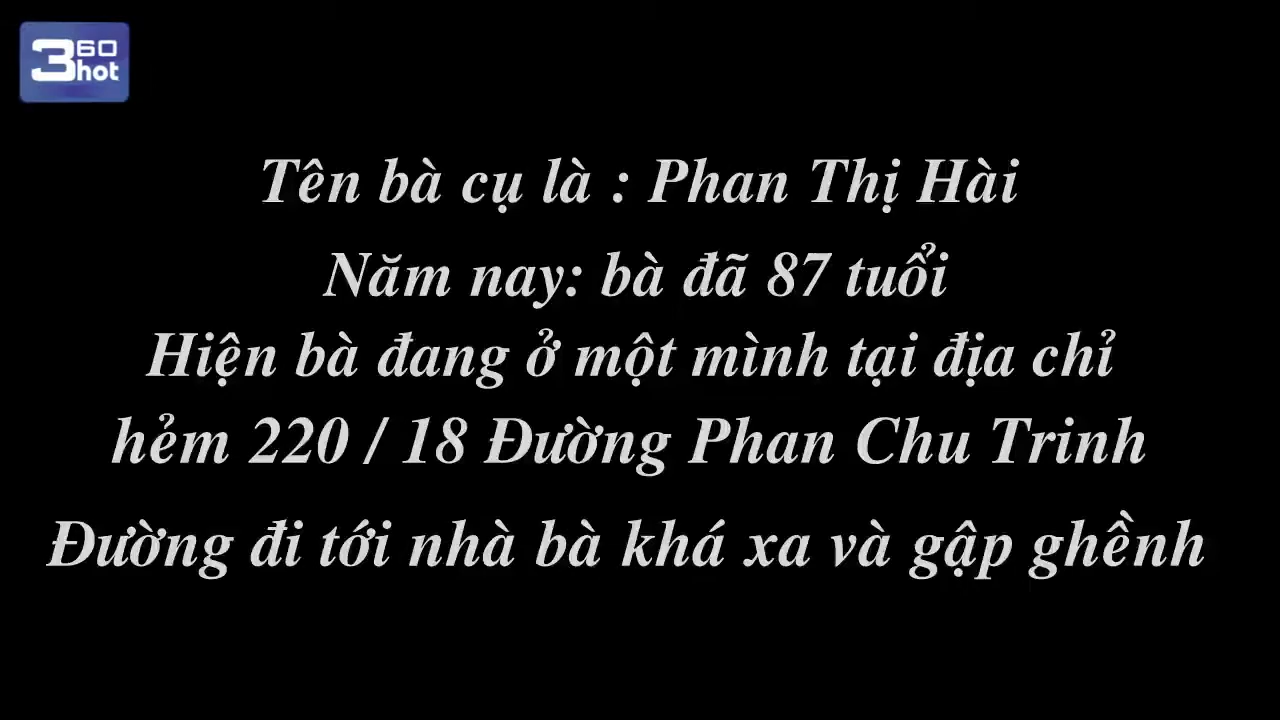 360hot
Tên bà cụ là : Phan Thị Hài
Năm nay: bà đã 87 tuổi
Hiện bà đang ở một mình tại địa chỉ
hẻm 220 / 18 Đường Phan Chu Trinh
Đường đi tới nhà bà khá xa và gập ghềnh